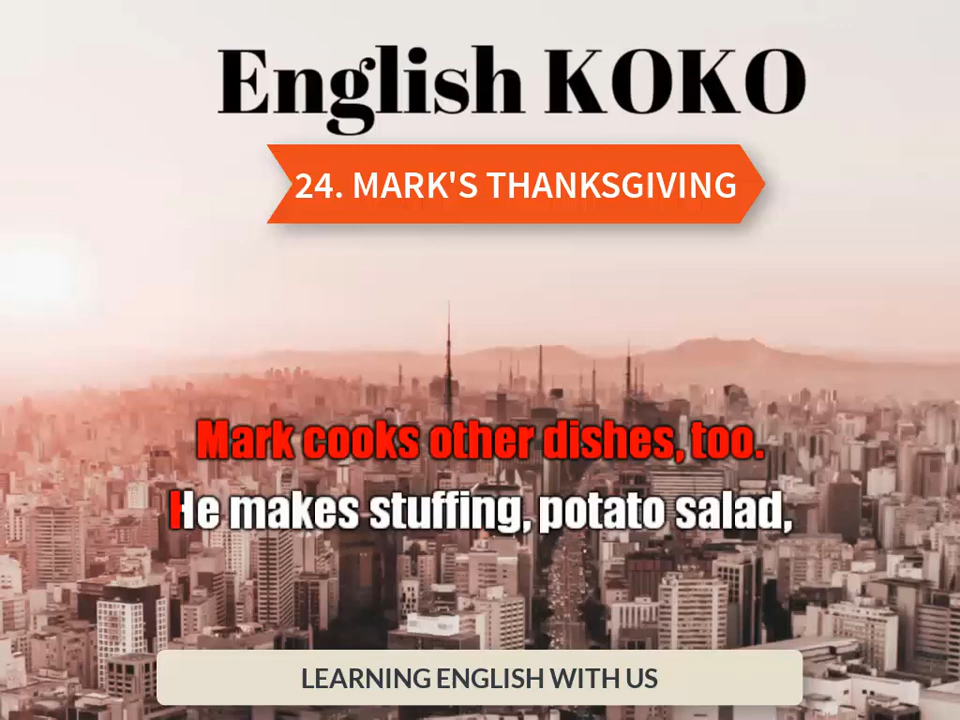 English KOKO
24. MARK'S THANKSGIVING
Mark cooks other dishes, too.
He makes stuffing, potato salad,
LEARNING ENGLISH WITH US